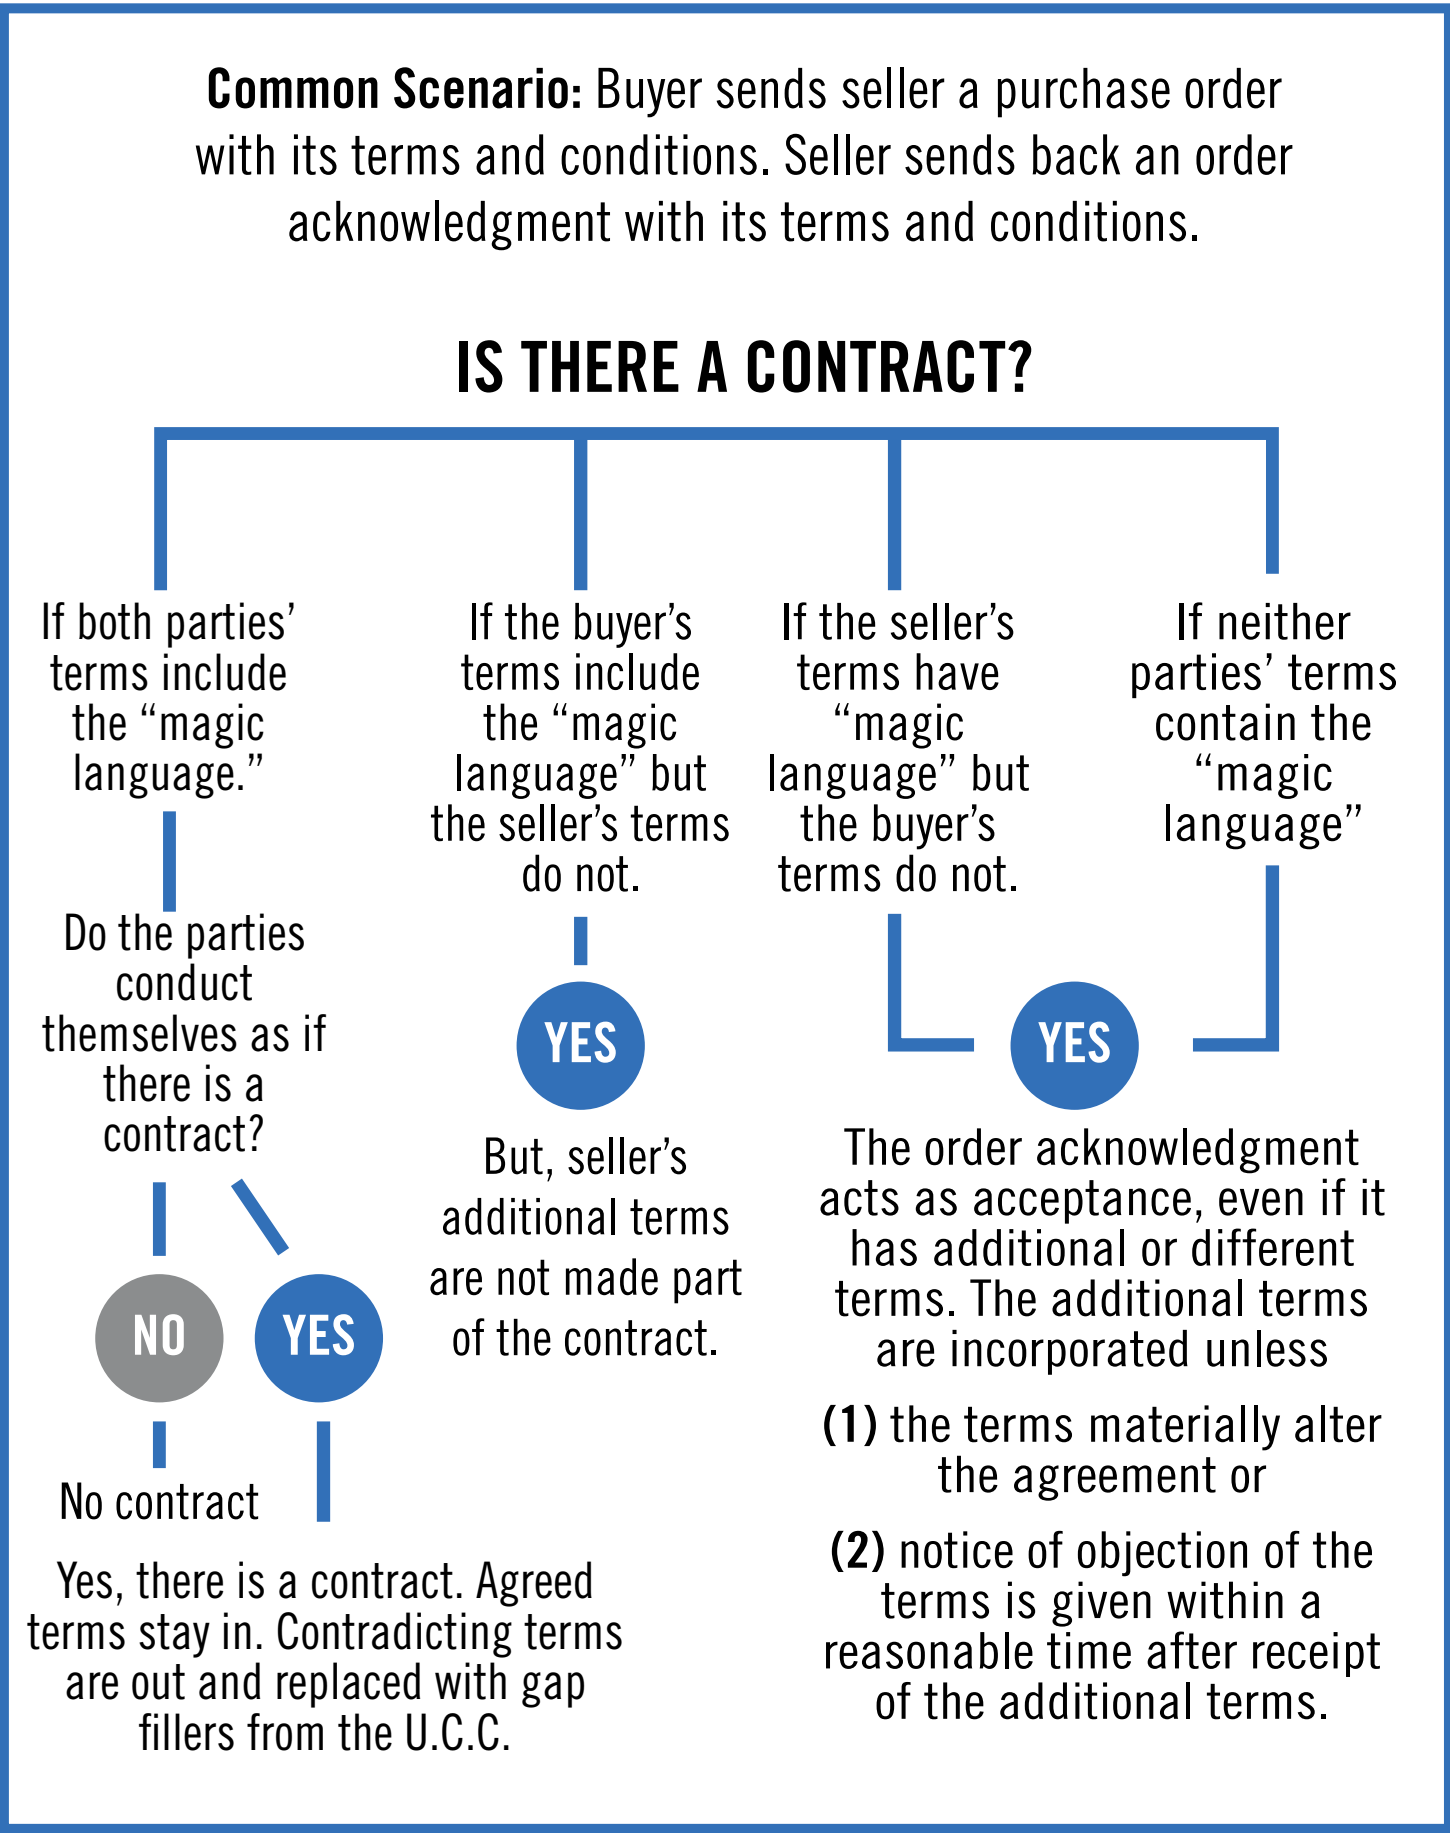 Common Scenario: Buyer sends seller a purchase order
with its terms and conditions. Seller sends back an order
acknowledgment with its terms and conditions.
IS THERE A CONTRACT?
If both parties’
terms include
the “magic
language.”
Do the parties
conduct
themselves as if
there is a
contract?
NO
YES
No contract
Yes, there is a contract. Agreed
terms stay in. Contradicting terms
are out and replaced with gap
fillers from the U.C.C.
If the buyer’s
terms include
the “magic
language” but
the seller’s terms
do not.
YES
But, seller’s
additional terms
are not made part
of the contract.
If the seller’s
terms have
“magic
language” but
the buyer’s
terms do not.
If neither
parties’ terms
contain the
“magic
language”
YES
The order acknowledgment
acts as acceptance, even if it
has additional or different
terms. The additional terms
are incorporated unless
(1) the terms materially alter
the agreement or
(2) notice of objection of the
terms is given within a
reasonable time after receipt
of the additional terms.